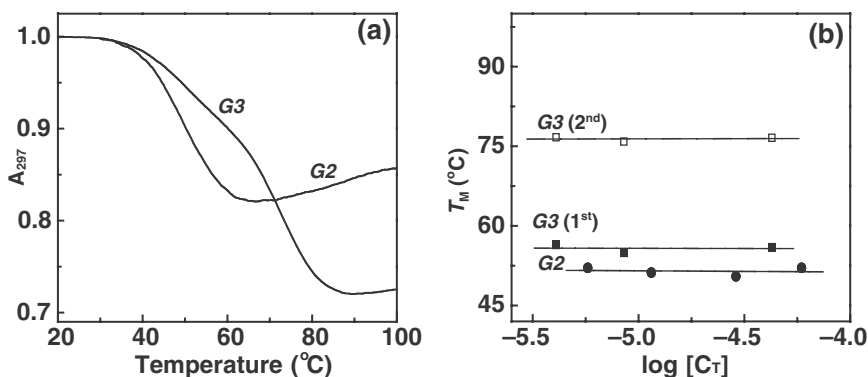 (a)
1.0
0.9
0.8
0.7
A297
G3
G2
20 40 60 80 100
Temperature (°C)
(b)
90
75
60
45
TM (°C)
G3 (2nd)
G3 (1st)
G2
–5.5 –5.0 –4.5 –4.0
log [CT]